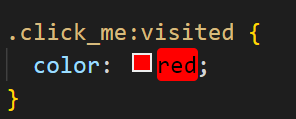 .click_me:visited {
  color: red;
}